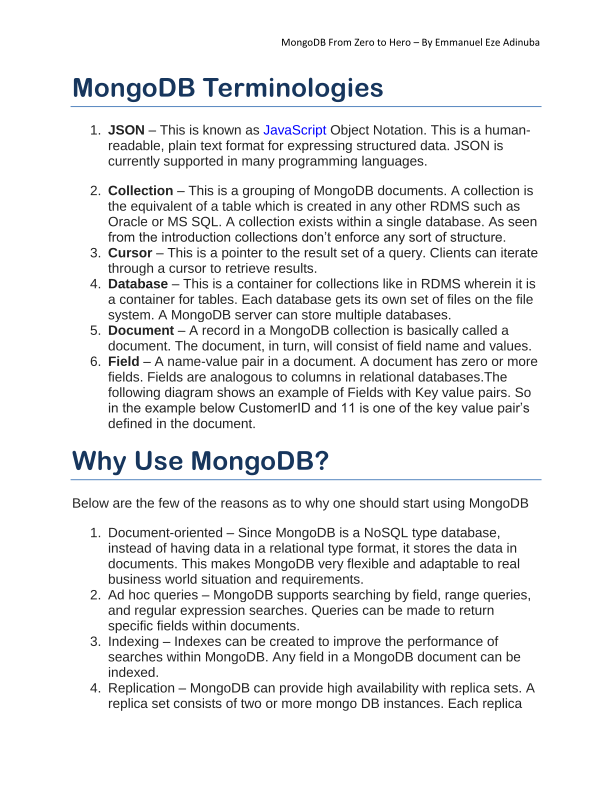 MongoDB From Zero to Hero – By Emmanuel Eze Adinuba
MongoDB Terminologies
1. JSON – This is known as JavaScript Object Notation. This is a human-
readable, plain text format for expressing structured data. JSON is
currently supported in many programming languages.
2. Collection – This is a grouping of MongoDB documents. A collection is
the equivalent of a table which is created in any other RDMS such as
Oracle or MS SQL. A collection exists within a single database. As seen
from the introduction collections don’t enforce any sort of structure.
3. Cursor – This is a pointer to the result set of a query. Clients can iterate
through a cursor to retrieve results.
4. Database – This is a container for collections like in RDMS wherein it is
a container for tables. Each database gets its own set of files on the file
system. A MongoDB server can store multiple databases.
5. Document – A record in a MongoDB collection is basically called a
document. The document, in turn, will consist of field name and values.
6. Field – A name-value pair in a document. A document has zero or more
fields. Fields are analogous to columns in relational databases.The
following diagram shows an example of Fields with Key value pairs. So
in the example below CustomerID and 11 is one of the key value pair’s
defined in the document.
Why Use MongoDB?
Below are the few of the reasons as to why one should start using MongoDB
1. Document-oriented – Since MongoDB is a NoSQL type database,
instead of having data in a relational type format, it stores the data in
documents. This makes MongoDB very flexible and adaptable to real
business world situation and requirements.
2. Ad hoc queries – MongoDB supports searching by field, range queries,
and regular expression searches. Queries can be made to return
specific fields within documents.
3. Indexing – Indexes can be created to improve the performance of
searches within MongoDB. Any field in a MongoDB document can be
indexed.
4. Replication – MongoDB can provide high availability with replica sets. A
replica set consists of two or more mongo DB instances. Each replica